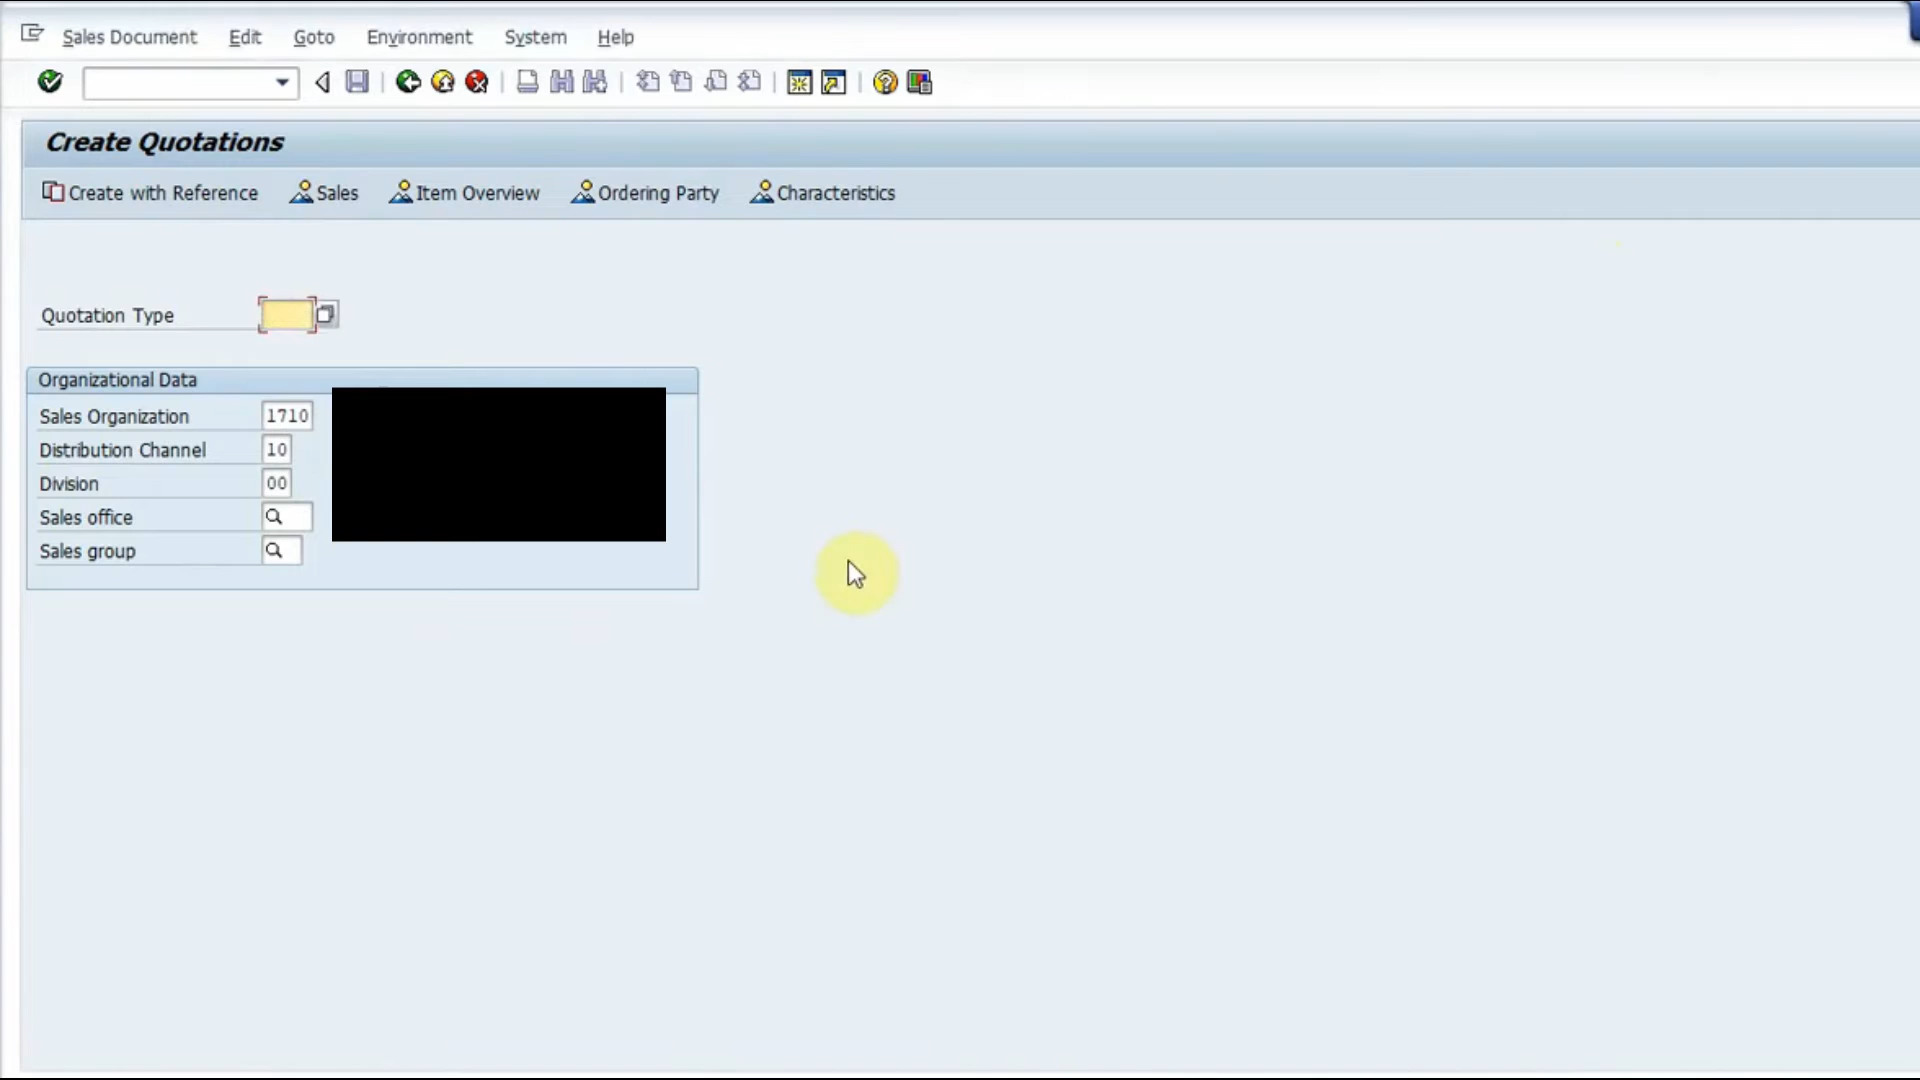 Sales Document Edit Goto Environment System Help
Create Quotations
Create with Reference Sales Item Overview Ordering Party Characteristics
Quotation Type
Organizational Data
Sales Organization 1710
Distribution Channel 10
Division 00
Sales office
Sales group